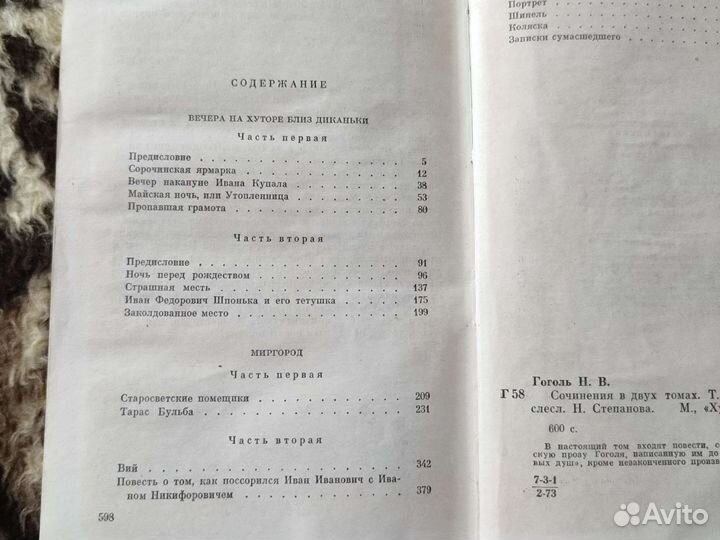 СОДЕРЖАНИЕ
ВЕЧЕРА НА ХУТОРЕ БЛИЗ ДИКАНЬКИ
Часть первая
Предисловие . . . . . . . . . . . . . . . 5
Сорочинская ярмарка . . . . . . . . . . . . 12
Вечер накануне Ивана Купала . . . . . . . . . 38
Майская ночь, или Утопленница . . . . . . . . 53
Пропавшая грамота . . . . . . . . . . . . . 80
Часть вторая
Предисловие . . . . . . . . . . . . . . . 91
Ночь перед рождеством . . . . . . . . . . . 96
Страшная месть . . . . . . . . . . . . . . 137
Иван Федорович Шпонька и его тетушка . . . . . 175
Заколдованное место . . . . . . . . . . . . 199
МИРГОРОД
Часть первая
Старосветские помещики . . . . . . . . . . . 209
Тарас Бульба . . . . . . . . . . . . . . . 231
Часть вторая
Вий . . . . . . . . . . . . . . . . . . . 342
Повесть о том, как поссорился Иван Иванович с Ива-
ном Никифоровичем . . . . . . . . . . . . . 379
598
Портрет . . . . . . .
Шинель . . . . . . .
Коляска . . . . . . .
Записки сумасшедшего . . . .
Гоголь Н. В.
Г 58 Сочинения в двух томах. Т.
слесл. Н. Степанова. М., «Ху
600 с.
В настоящий том входят повести, с
скую прозу Гоголя, написанную им до
вых душ», кроме незаконченного произв
7-3-1
2-73
Avito